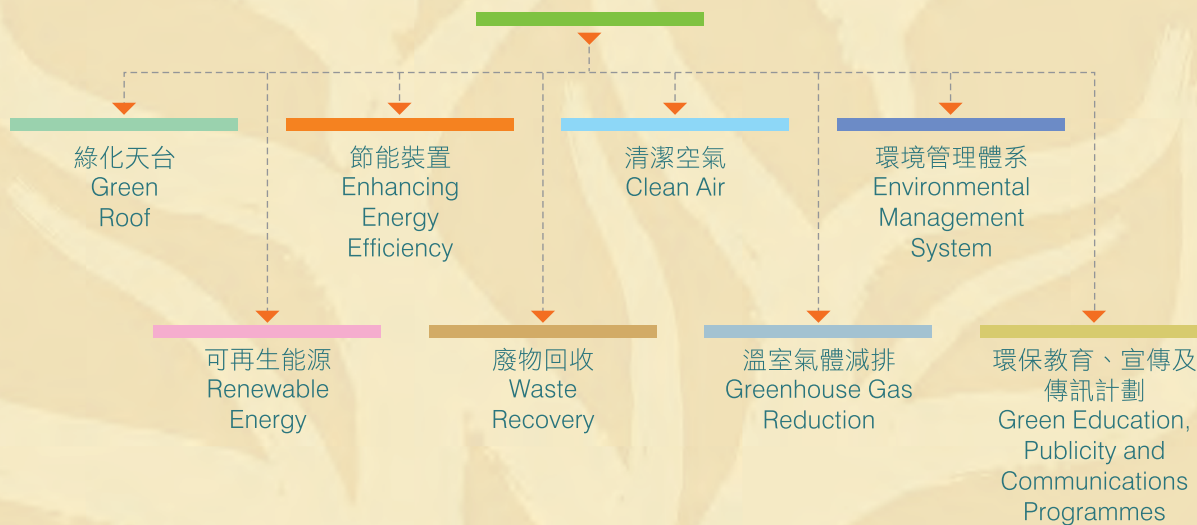 綠化天台
Green
Roof
節能裝置
Enhancing
Energy
Efficiency
清潔空氣
Clean Air
環境管理體系
Environmental
Management
System
可再生能源
Renewable
Energy
廢物回收
Waste
Recovery
溫室氣體減排
Greenhouse Gas
Reduction
環保教育、宣傳及
傳訊計劃
Green Education,
Publicity and
Communications
Programmes